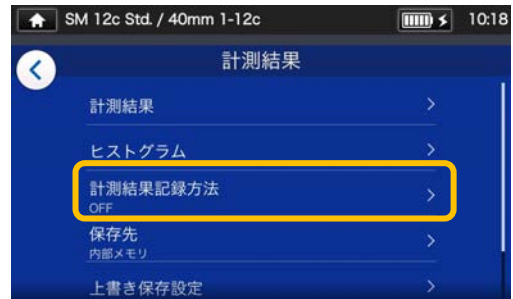 SM 12c Std. / 40mm 1-12c 10:18
計測結果
計測結果
ヒストグラム
計測結果記録方法
OFF
保存先
内部メモリ
上書き保存設定